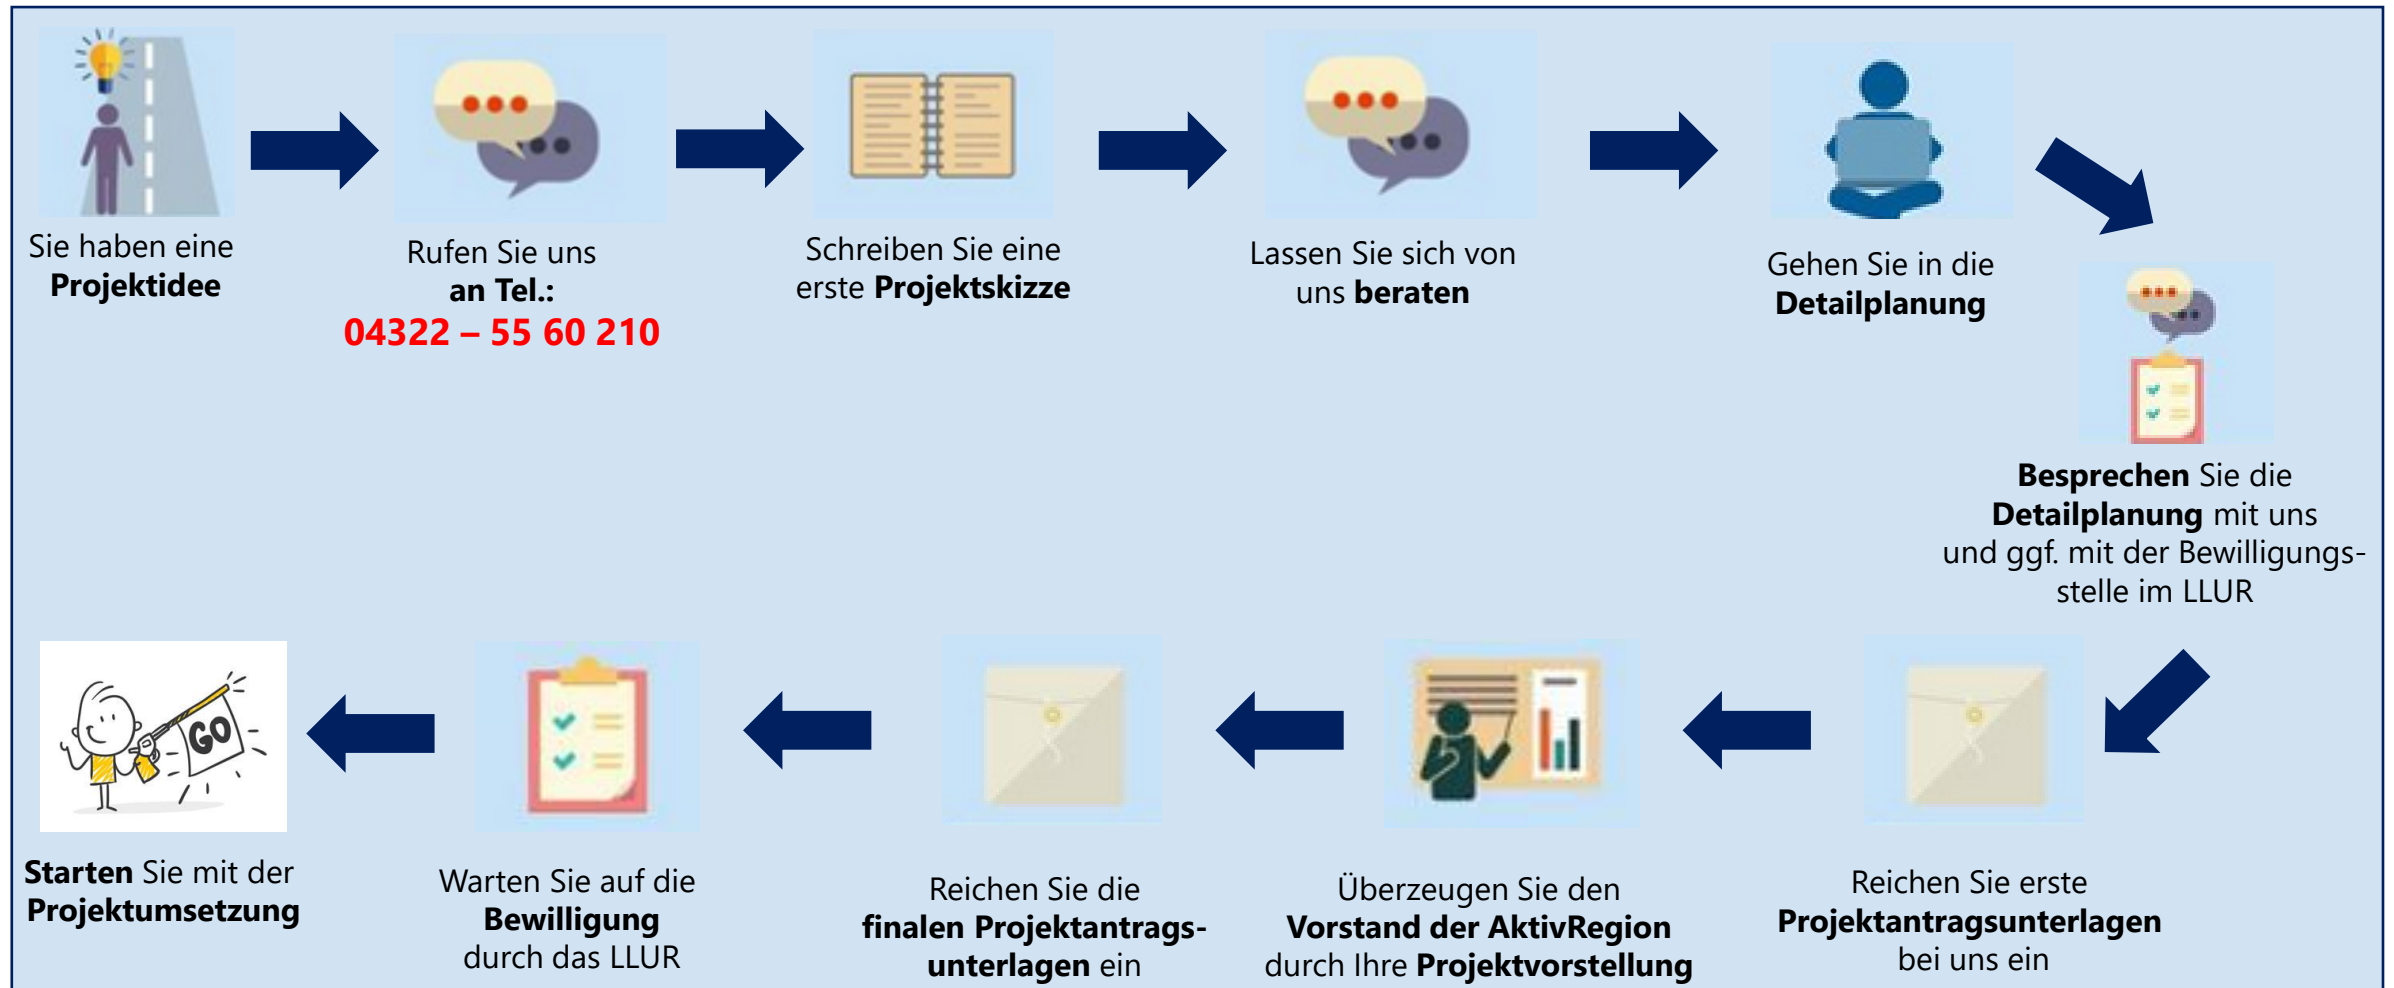 Sie haben eine
Projektidee
Rufen Sie uns
an Tel.:
04322 – 55 60 210
Schreiben Sie eine
erste Projektskizze
Lassen Sie sich von
uns beraten
Gehen Sie in die
Detailplanung
Besprechen Sie die
Detailplanung mit uns
und ggf. mit der Bewilligungs-
stelle im LLUR
Reichen Sie erste
Projektantragsunterlagen
bei uns ein
Überzeugen Sie den
Vorstand der AktivRegion
durch Ihre Projektvorstellung
Reichen Sie die
finalen Projektantrags-
unterlagen ein
Warten Sie auf die
Bewilligung
durch das LLUR
GO
Starten Sie mit der
Projektumsetzung